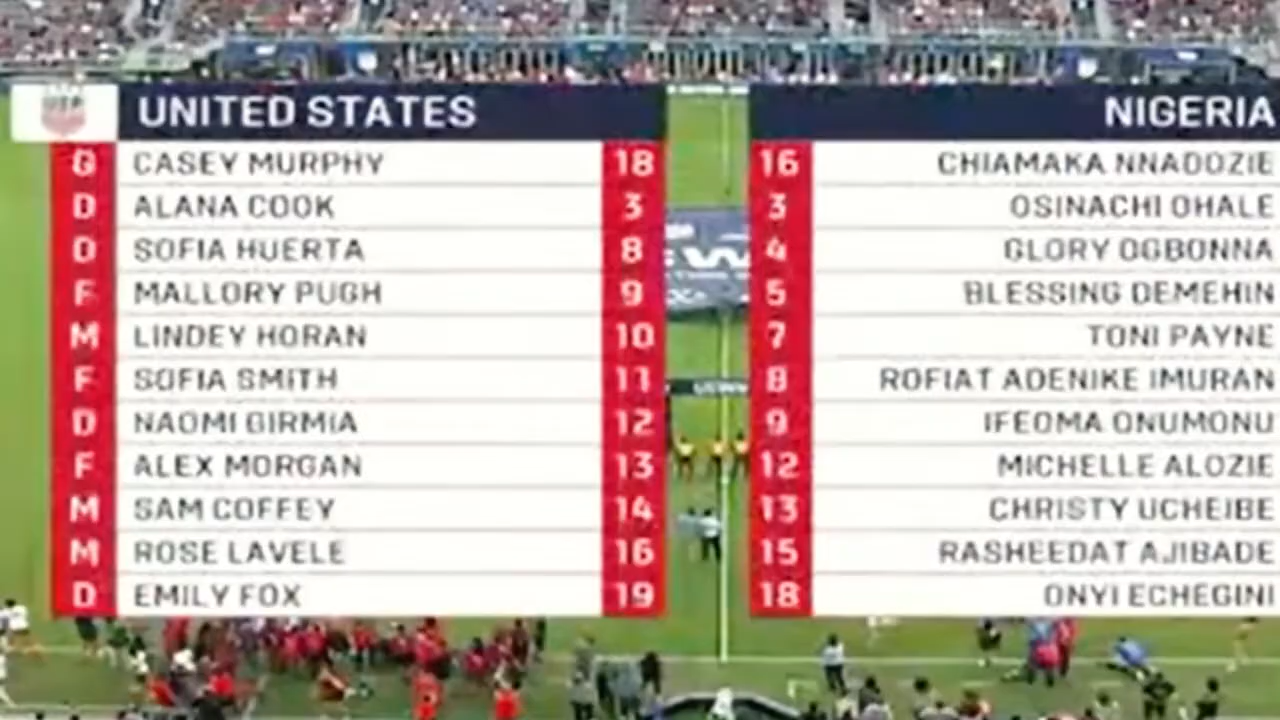 UNITED STATES
G CASEY MURPHY 18
D ALANA COOK 3
D SOFIA HUERTA 8
F MALLORY PUGH 9
M LINDEY HORAN 10
F SOFIA SMITH 11
D NAOMI GIRMIA 12
F ALEX MORGAN 13
M SAM COFFEY 14
M ROSE LAVELE 16
D EMILY FOX 19
NIGERIA
16 CHIAMAKA NNADOZIE
3 OSINACHI OHALE
4 GLORY OGBONNA
5 BLESSING DEMEHIN
7 TONI PAYNE
8 ROFIAT ADENIKE IMURAN
9 IFEOMA ONUMONU
12 MICHELLE ALOZIE
13 CHRISTY UCHEIBE
15 RASHEEDAT AJIBADE
18 ONYI ECHEGINI